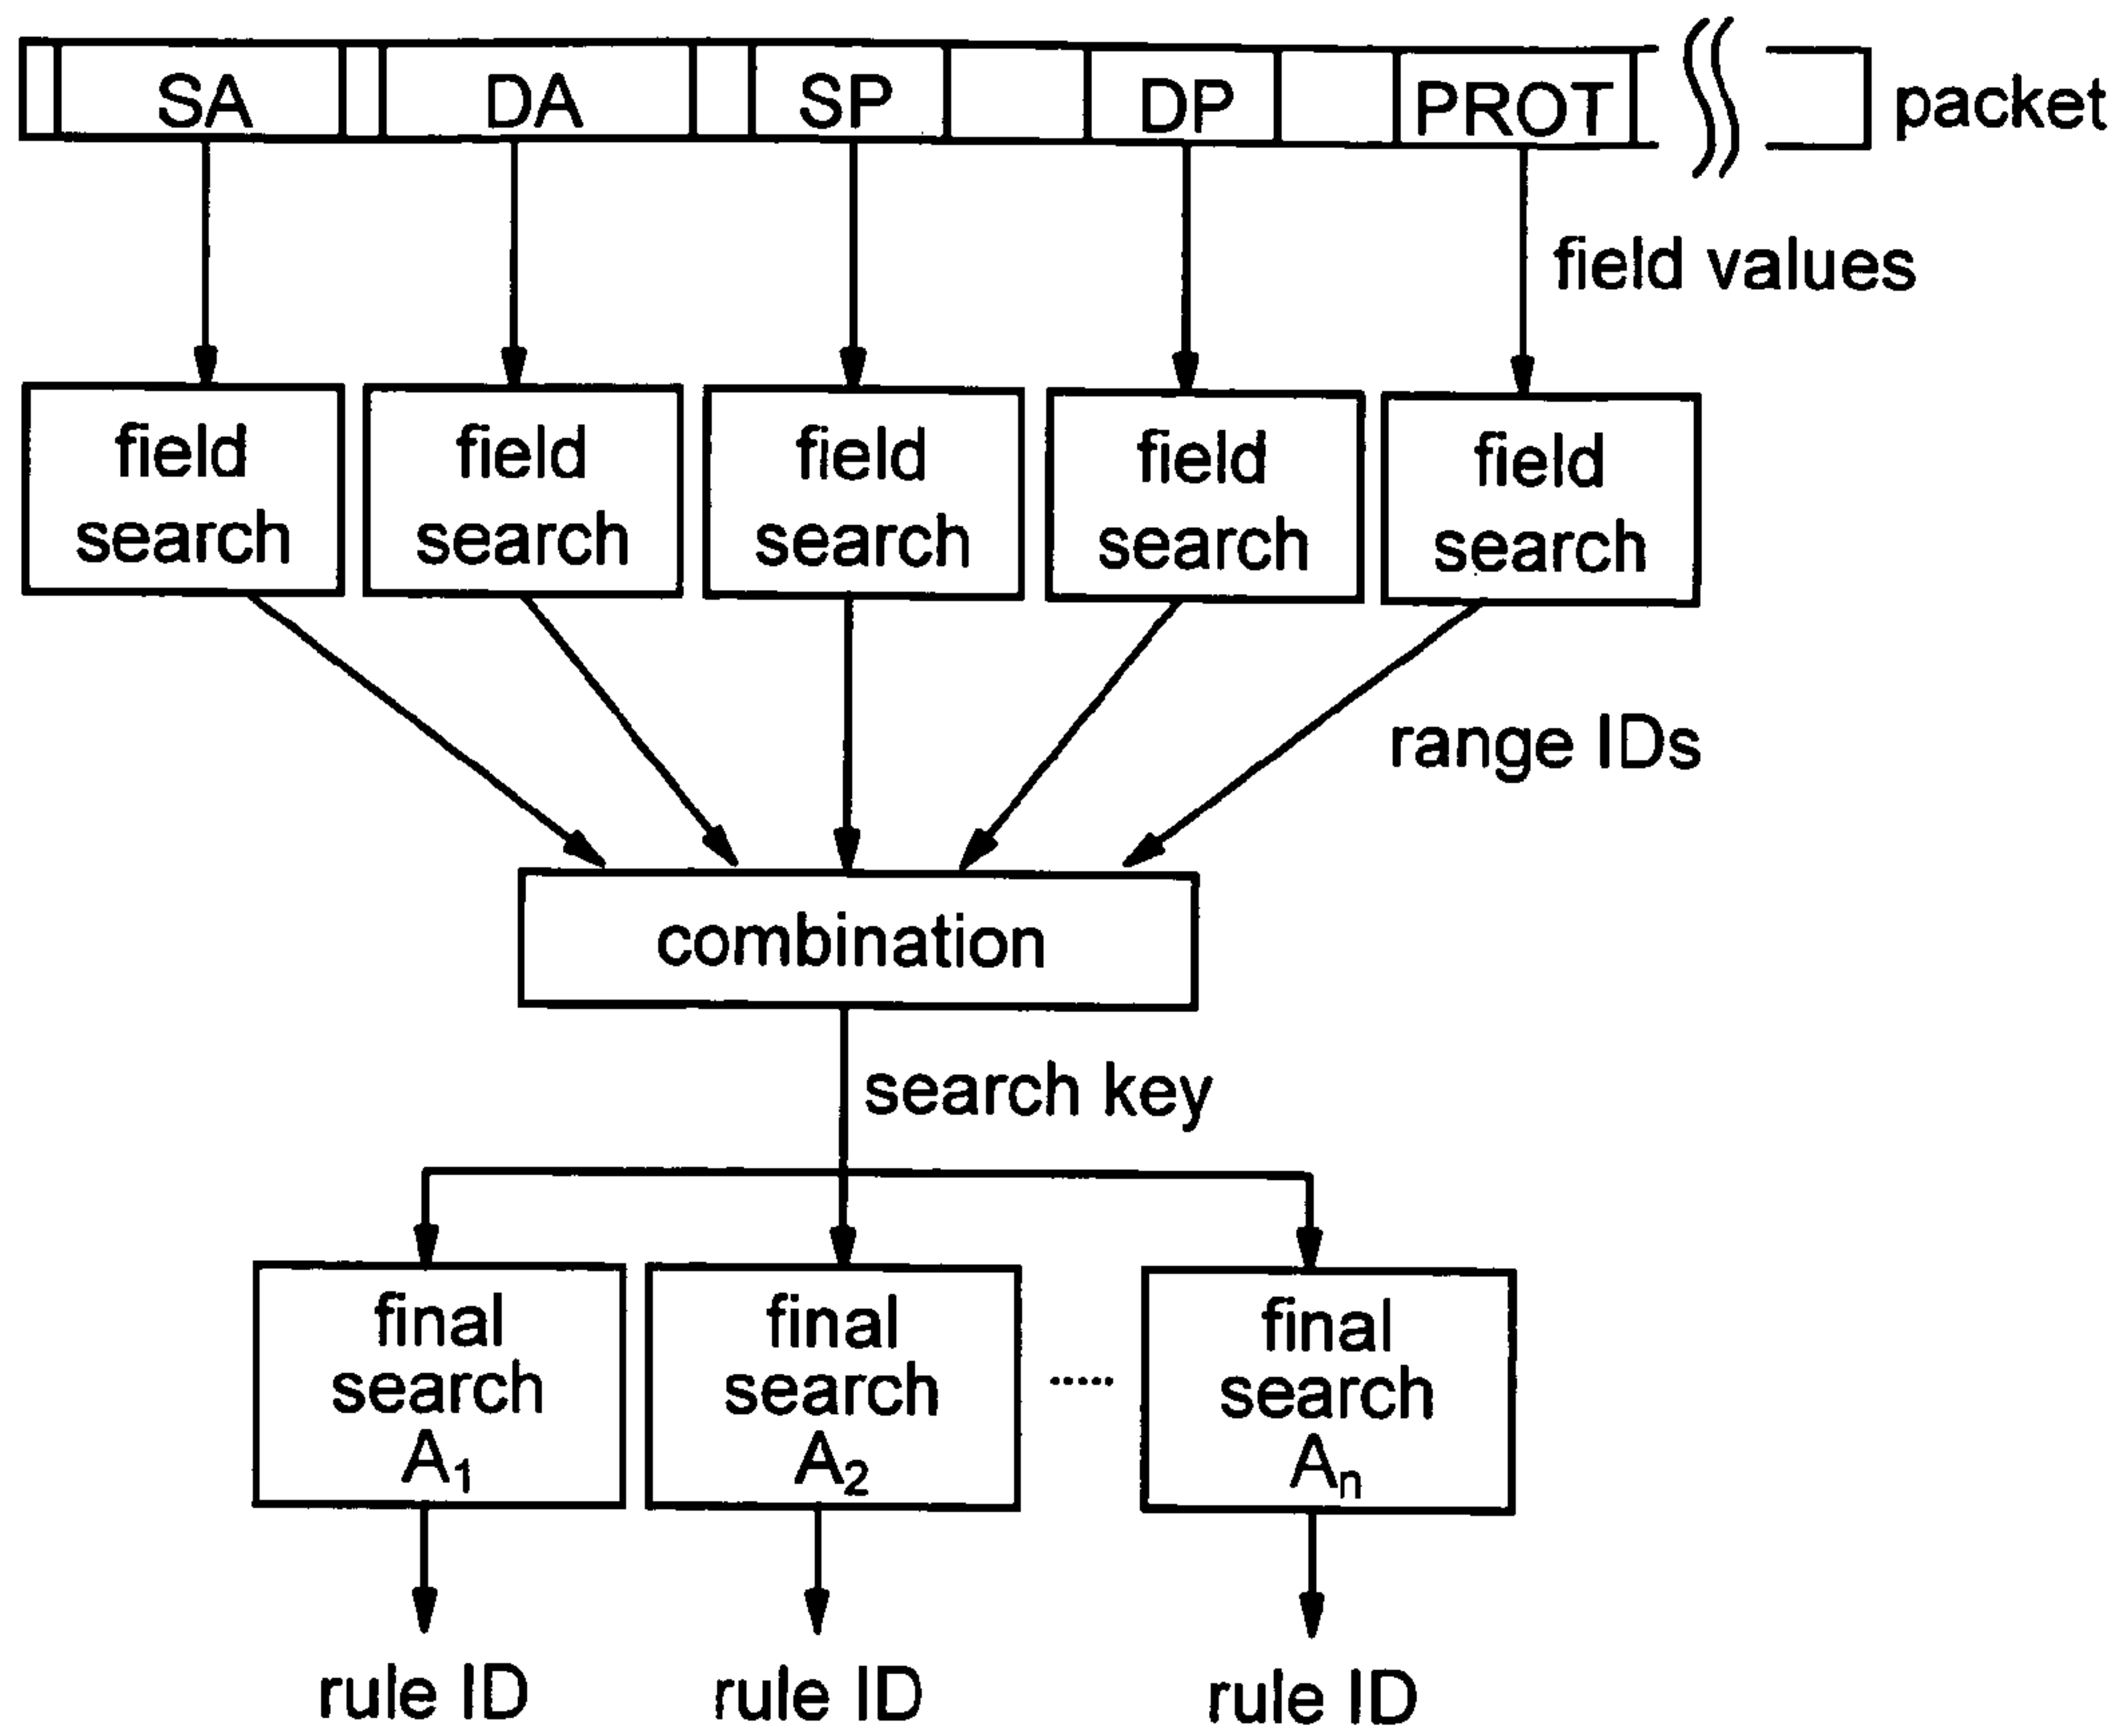 SA DA SP DP PROT packet
field values
field search
field search
field search
field search
field search
range IDs
combination
search key
final search A1
final search A2
.....
final search An
rule ID
rule ID
rule ID